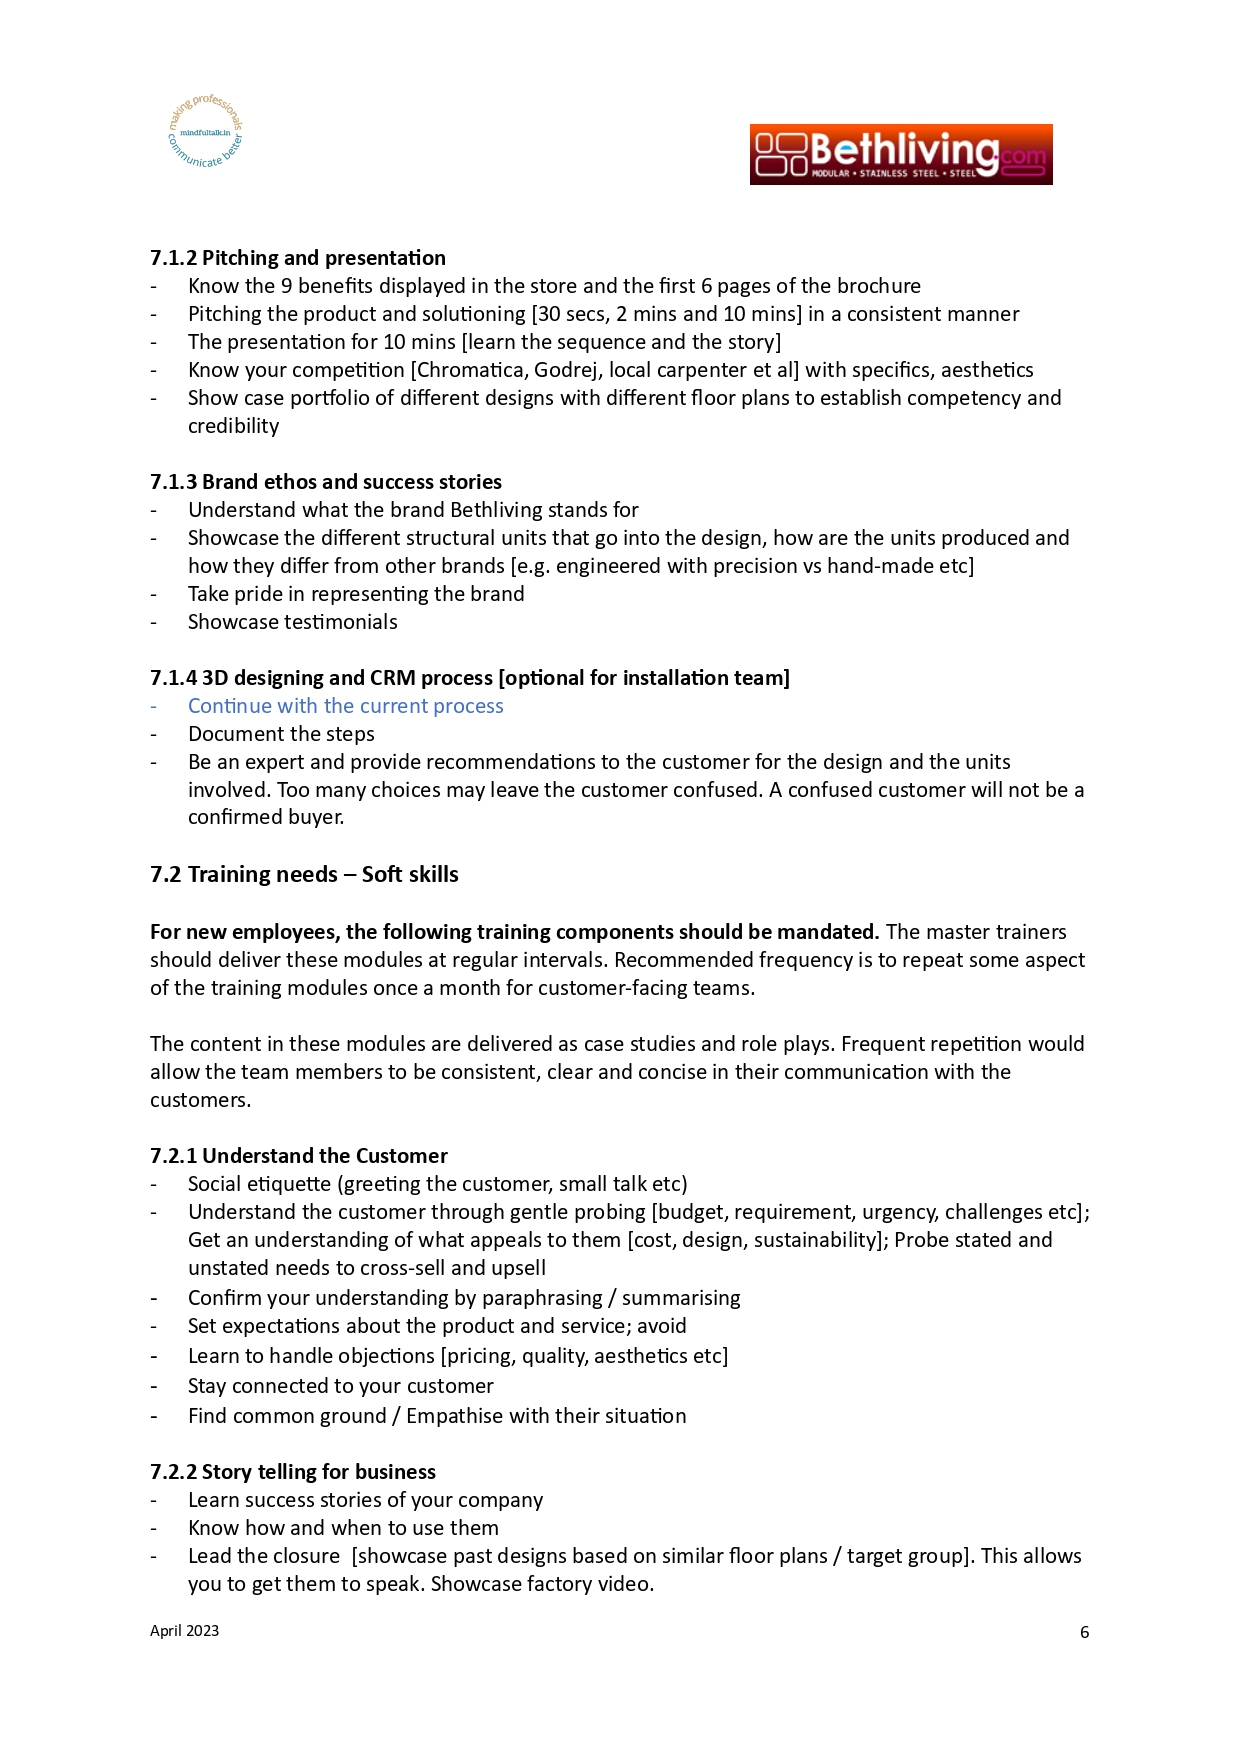 making professionals
mindfultalk.in
communicate better
Bethliving.com
MODULAR • STAINLESS STEEL • STEEL
7.1.2 Pitching and presentation
- Know the 9 benefits displayed in the store and the first 6 pages of the brochure
- Pitching the product and solutioning [30 secs, 2 mins and 10 mins] in a consistent manner
- The presentation for 10 mins [learn the sequence and the story]
- Know your competition [Chromatica, Godrej, local carpenter et al] with specifics, aesthetics
- Show case portfolio of different designs with different floor plans to establish competency and
credibility
7.1.3 Brand ethos and success stories
- Understand what the brand Bethliving stands for
- Showcase the different structural units that go into the design, how are the units produced and
how they differ from other brands [e.g. engineered with precision vs hand-made etc]
- Take pride in representing the brand
- Showcase testimonials
7.1.4 3D designing and CRM process [optional for installation team]
- Continue with the current process
- Document the steps
- Be an expert and provide recommendations to the customer for the design and the units
involved. Too many choices may leave the customer confused. A confused customer will not be a
confirmed buyer.
7.2 Training needs – Soft skills
For new employees, the following training components should be mandated. The master trainers
should deliver these modules at regular intervals. Recommended frequency is to repeat some aspect
of the training modules once a month for customer-facing teams.
The content in these modules are delivered as case studies and role plays. Frequent repetition would
allow the team members to be consistent, clear and concise in their communication with the
customers.
7.2.1 Understand the Customer
- Social etiquette (greeting the customer, small talk etc)
- Understand the customer through gentle probing [budget, requirement, urgency, challenges etc];
Get an understanding of what appeals to them [cost, design, sustainability]; Probe stated and
unstated needs to cross-sell and upsell
- Confirm your understanding by paraphrasing / summarising
- Set expectations about the product and service; avoid
- Learn to handle objections [pricing, quality, aesthetics etc]
- Stay connected to your customer
- Find common ground / Empathise with their situation
7.2.2 Story telling for business
- Learn success stories of your company
- Know how and when to use them
- Lead the closure  [showcase past designs based on similar floor plans / target group]. This allows
you to get them to speak. Showcase factory video.
April 2023
6